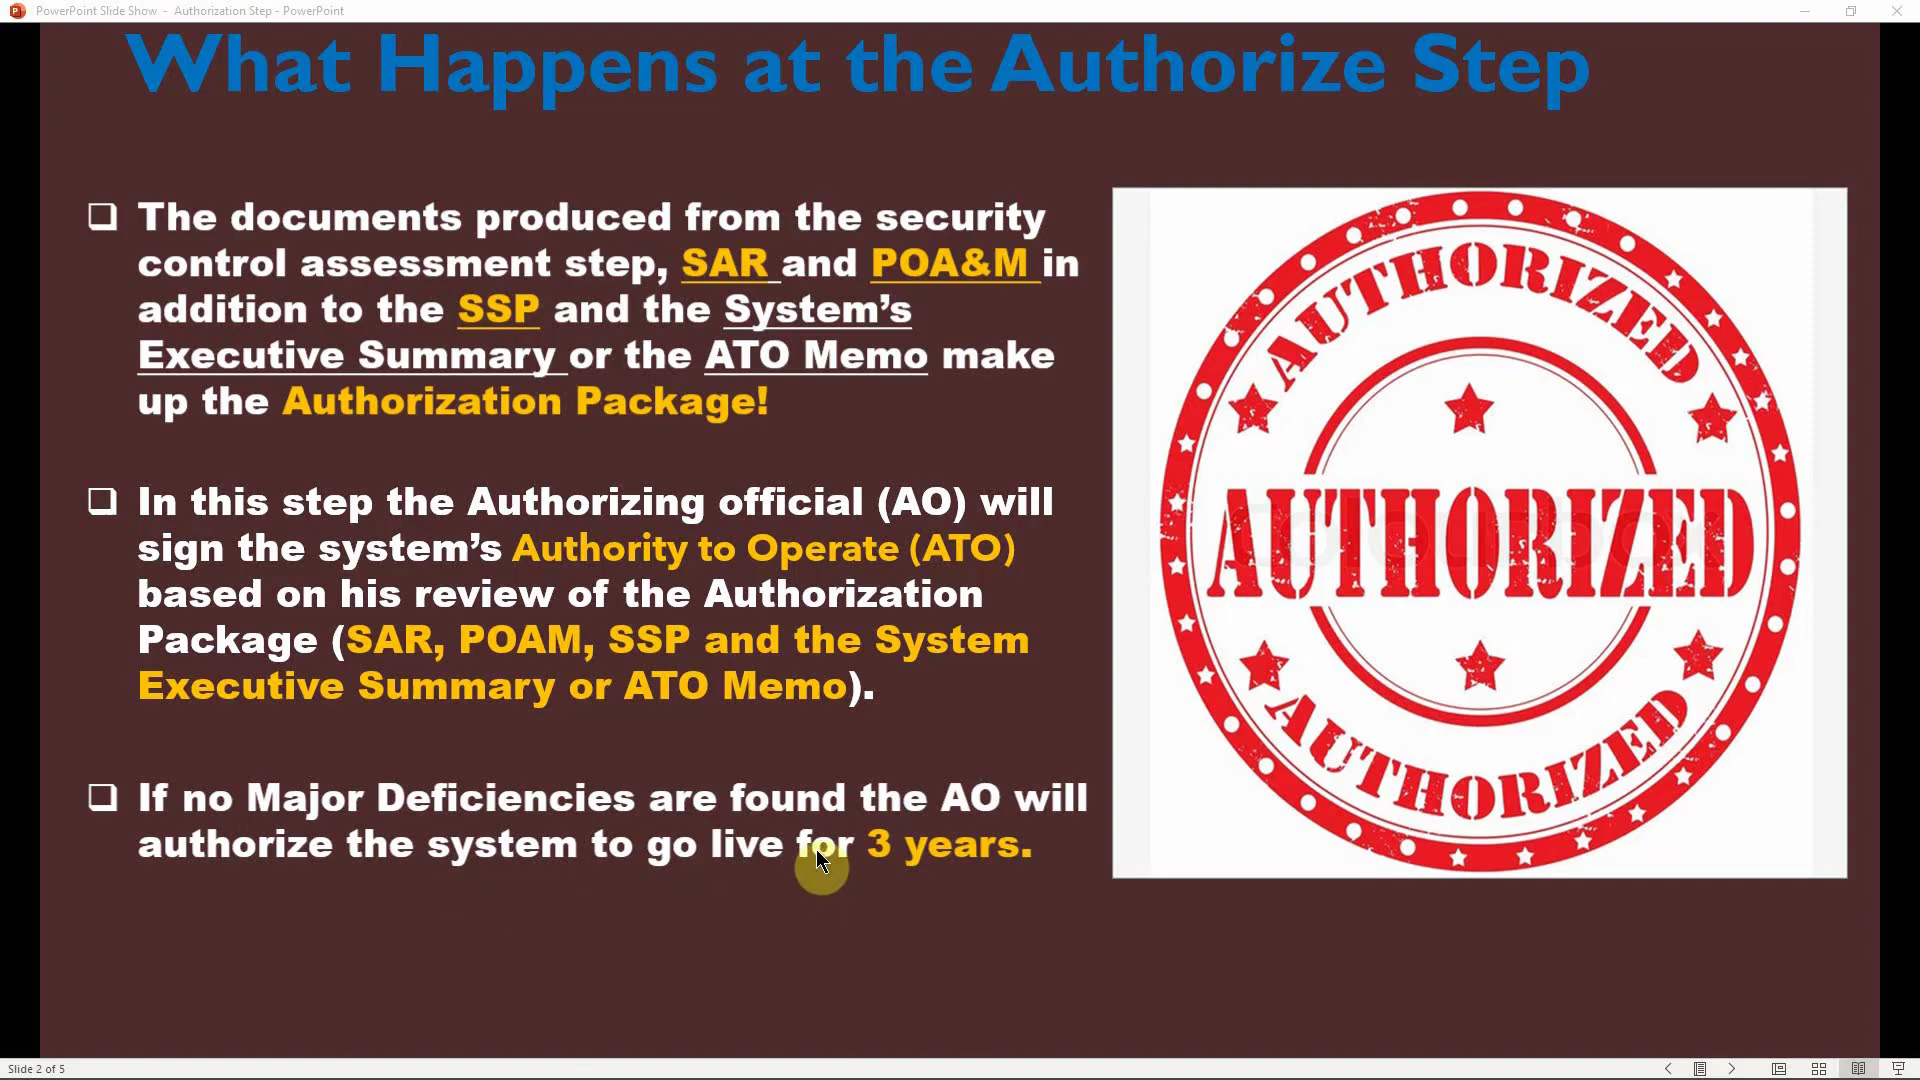 PowerPoint Slide Show - Authorization Step - PowerPoint
What Happens at the Authorize Step
The documents produced from the security
control assessment step, SAR and POA&M in
addition to the SSP and the System’s
Executive Summary or the ATO Memo make
up the Authorization Package!
In this step the Authorizing official (AO) will
sign the system’s Authority to Operate (ATO)
based on his review of the Authorization
Package (SAR, POAM, SSP and the System
Executive Summary or ATO Memo).
If no Major Deficiencies are found the AO will
authorize the system to go live for 3 years.
AUTHORIZED
AUTHORIZED
AUTHORIZED
Slide 2 of 5